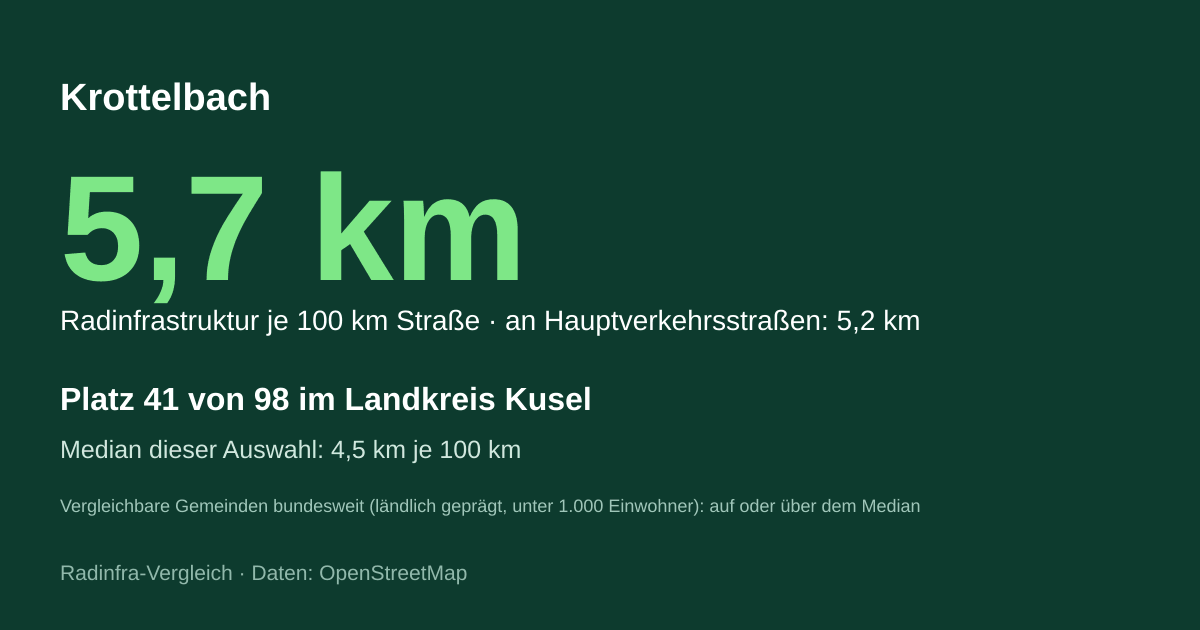 Krottelbach
5,7 km
Radinfrastruktur je 100 km Straße · an Hauptverkehrsstraßen: 5,2 km
Platz 41 von 98 im Landkreis Kusel
Median dieser Auswahl: 4,5 km je 100 km
Vergleichbare Gemeinden bundesweit (ländlich geprägt, unter 1.000 Einwohner): auf oder über dem Median
Radinfra-Vergleich · Daten: OpenStreetMap